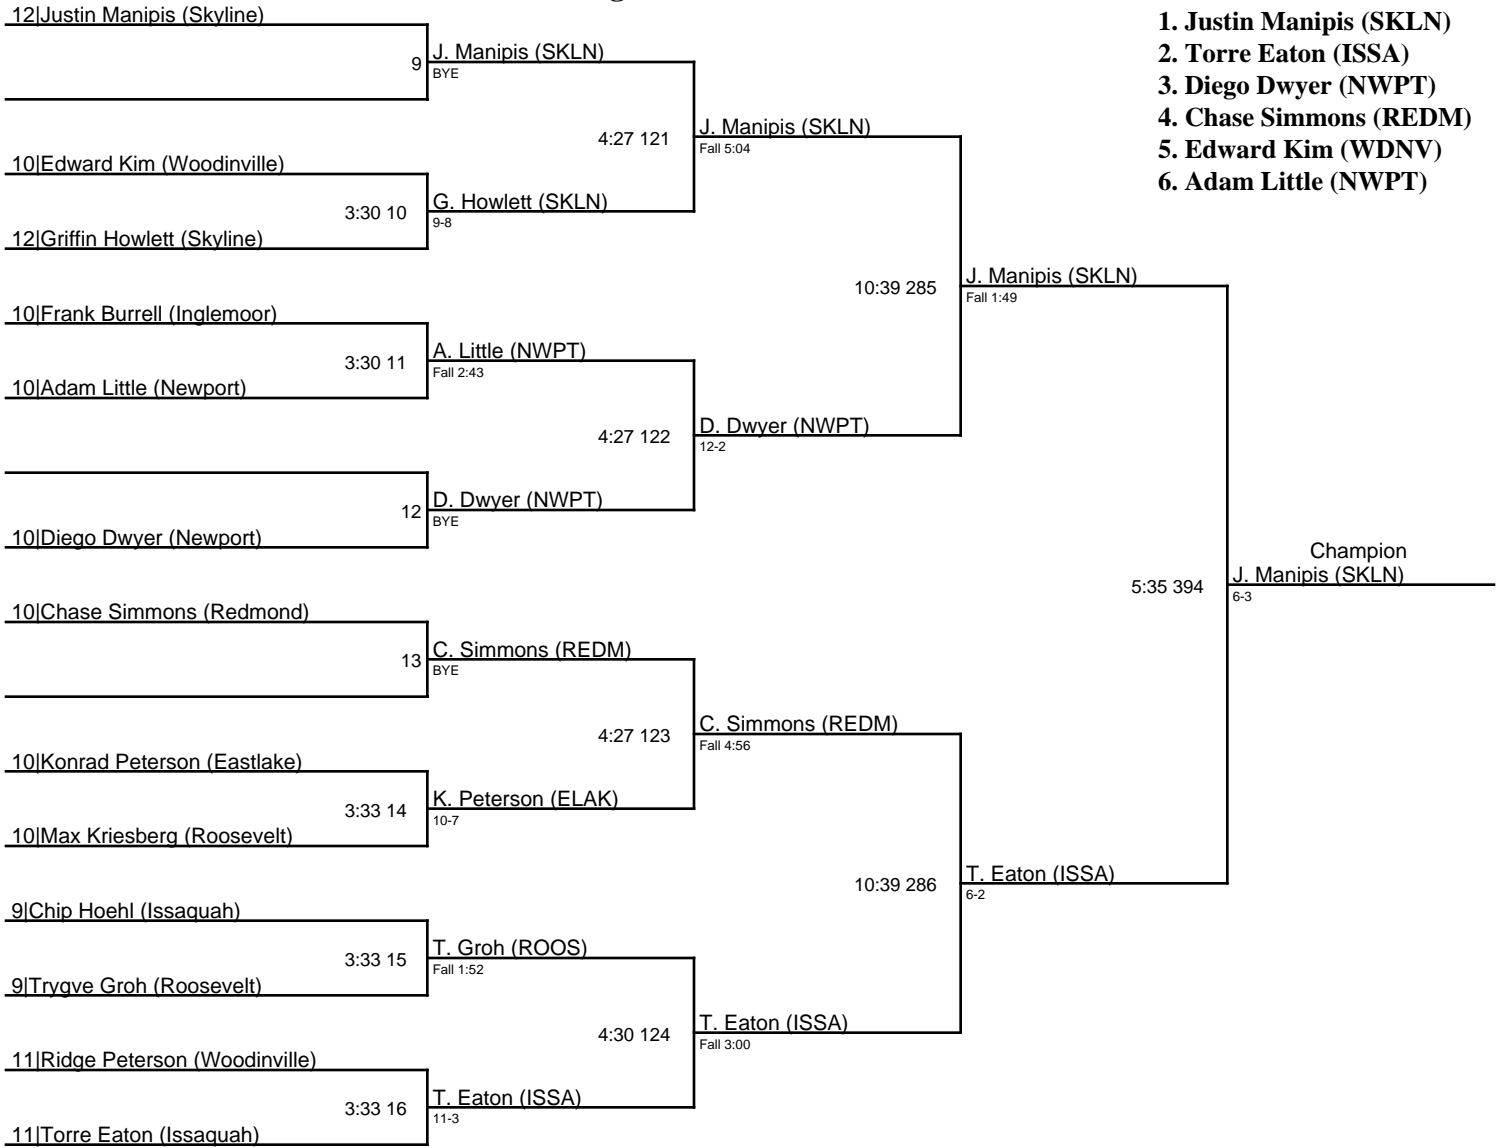 12|Justin Manipis (Skyline)
9
J. Manipis (SKLN)
BYE
4:27 121
J. Manipis (SKLN)
Fall 5:04
10|Edward Kim (Woodinville)
3:30 10
G. Howlett (SKLN)
9-8
12|Griffin Howlett (Skyline)
10:39 285
J. Manipis (SKLN)
Fall 1:49
10|Frank Burrell (Inglemoor)
3:30 11
A. Little (NWPT)
Fall 2:43
10|Adam Little (Newport)
4:27 122
D. Dwyer (NWPT)
12-2
12
D. Dwyer (NWPT)
BYE
10|Diego Dwyer (Newport)
5:35 394
Champion
J. Manipis (SKLN)
6-3
10|Chase Simmons (Redmond)
13
C. Simmons (REDM)
BYE
4:27 123
C. Simmons (REDM)
Fall 4:56
10|Konrad Peterson (Eastlake)
3:33 14
K. Peterson (ELAK)
10-7
10|Max Kriesberg (Roosevelt)
10:39 286
T. Eaton (ISSA)
6-2
9|Chip Hoehl (Issaquah)
3:33 15
T. Groh (ROOS)
Fall 1:52
9|Trygve Groh (Roosevelt)
4:30 124
T. Eaton (ISSA)
Fall 3:00
11|Ridge Peterson (Woodinville)
3:33 16
T. Eaton (ISSA)
11-3
11|Torre Eaton (Issaquah)
1. Justin Manipis (SKLN)
2. Torre Eaton (ISSA)
3. Diego Dwyer (NWPT)
4. Chase Simmons (REDM)
5. Edward Kim (WDNV)
6. Adam Little (NWPT)